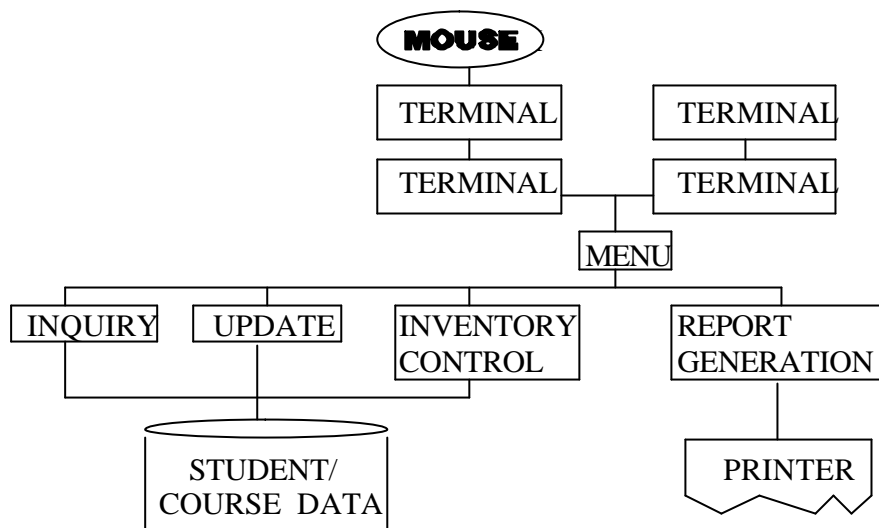 MOUSE
TERMINAL TERMINAL
TERMINAL TERMINAL
MENU
INQUIRY
UPDATE
INVENTORY
CONTROL
REPORT
GENERATION
STUDENT/
COURSE DATA
PRINTER